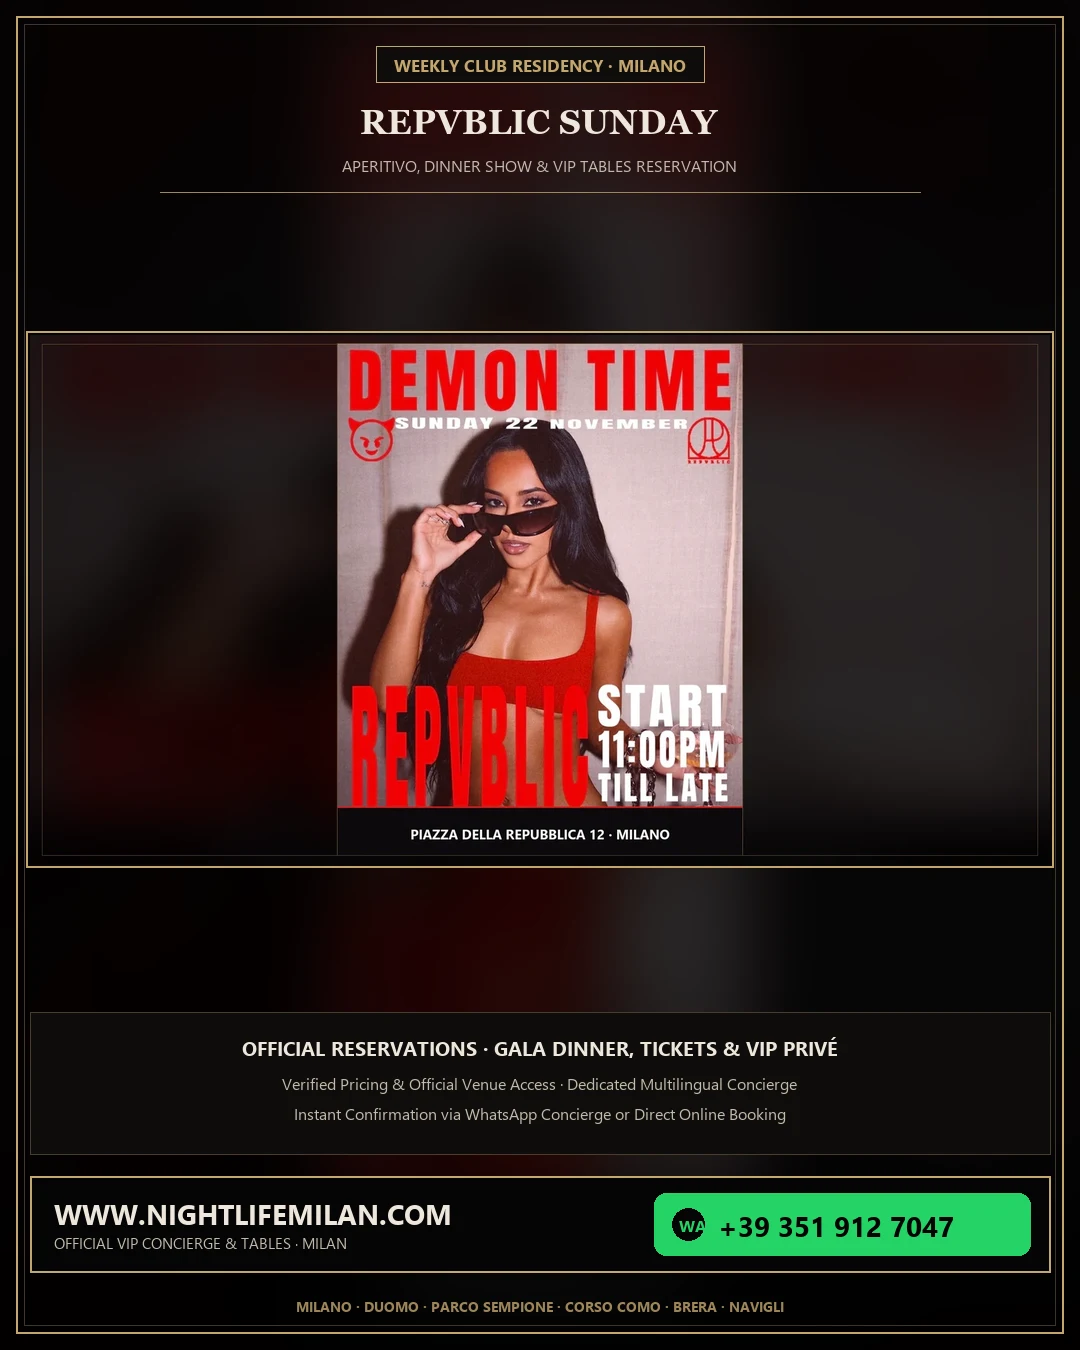 WEEKLY CLUB RESIDENCY · MILANO
REPVBLIC SUNDAY
APERITIVO, DINNER SHOW & VIP TABLES RESERVATION
DEMON TIME
SUNDAY 22 NOVEMBER
REPVBLIC
REPVBLIC
START
11:00PM
TILL LATE
PIAZZA DELLA REPUBBLICA 12 · MILANO
OFFICIAL RESERVATIONS · GALA DINNER, TICKETS & VIP PRIVÉ
Verified Pricing & Official Venue Access · Dedicated Multilingual Concierge
Instant Confirmation via WhatsApp Concierge or Direct Online Booking
WWW.NIGHTLIFEMILAN.COM
OFFICIAL VIP CONCIERGE & TABLES · MILAN
WA +39 351 912 7047
MILANO · DUOMO · PARCO SEMPIONE · CORSO COMO · BRERA · NAVIGLI